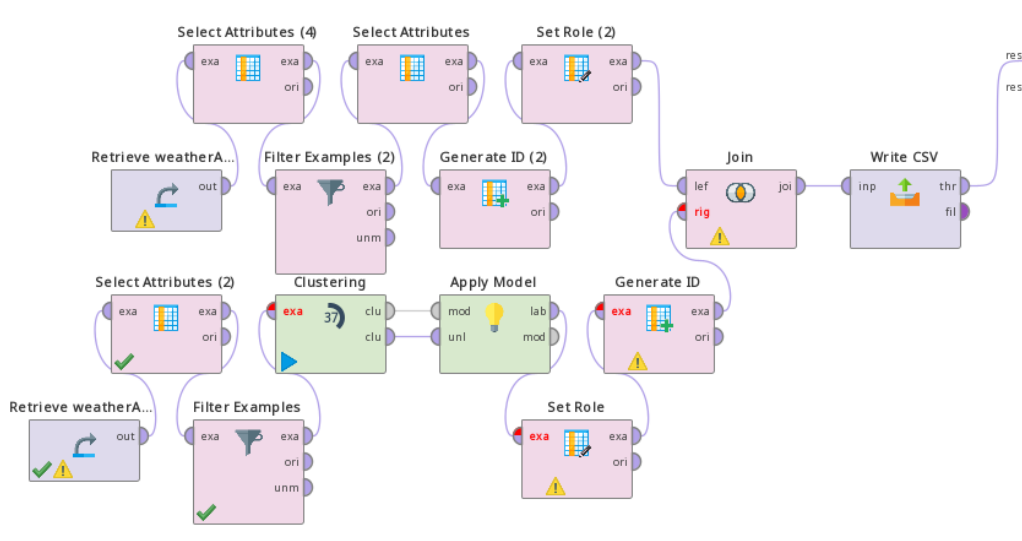 Select Attributes (4)
Select Attributes
Set Role (2)
exa exa
ori
exa exa
ori
exa exa
ori
res
res
Retrieve weatherA...
Filter Examples (2)
Generate ID (2)
Join
Write CSV
out
exa exa
ori
unm
exa exa
ori
lef joi
rig
inp thr
fil
Select Attributes (2)
Clustering
Apply Model
Generate ID
exa exa
ori
exa clu
37
clu
mod lab
unl mod
exa exa
ori
Retrieve weatherA...
Filter Examples
Set Role
out
exa exa
ori
unm
exa exa
ori